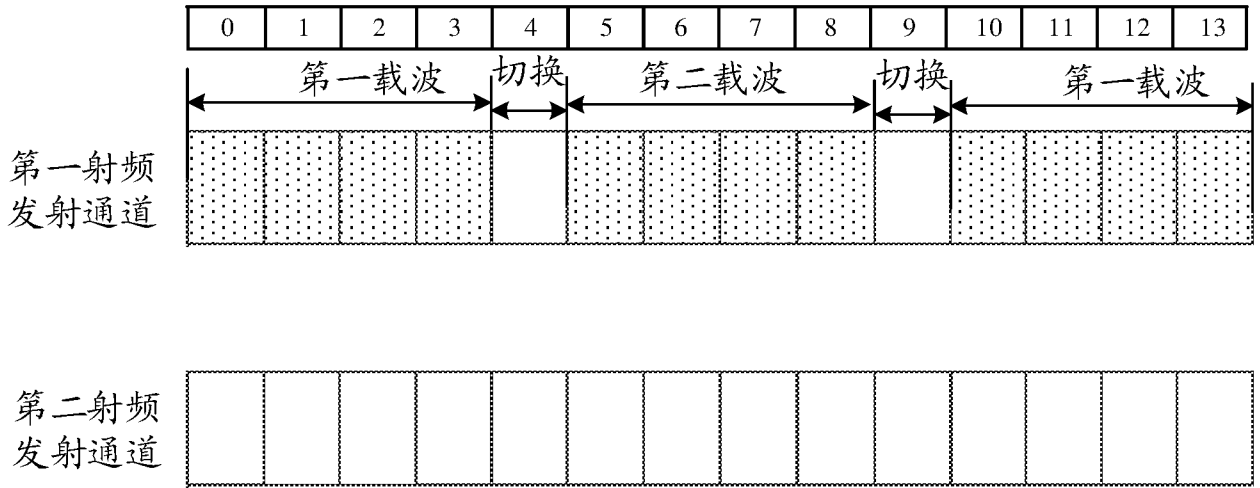 0 1 2 3 4 5 6 7 8 9 10 11 12 13
第一载波 切换 第二载波 切换 第一载波
第一射频
发射通道
第二射频
发射通道